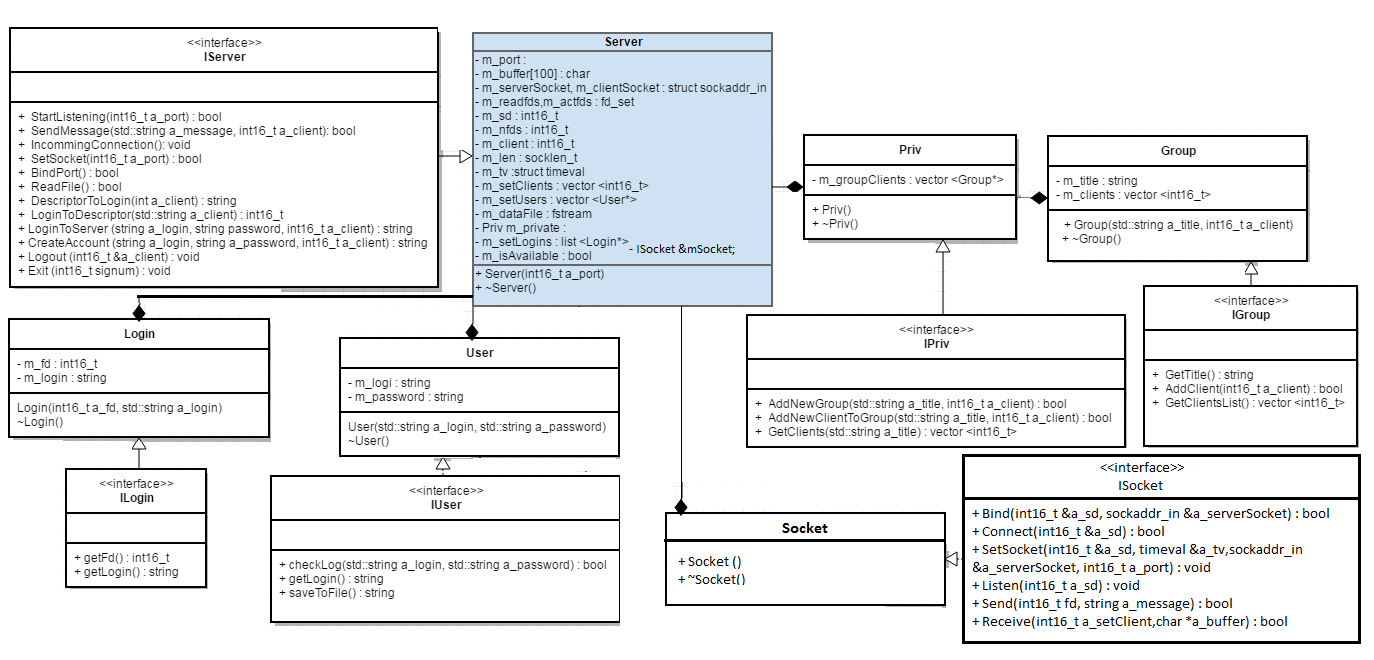 <<interface>>
IServer
+ StartListening(int16_t a_port) : bool
+ SendMessage(std::string a_message, int16_t a_client): bool
+ IncommingConnection(): void
+ SetSocket(int16_t a_port) : bool
+ BindPort() : bool
+ ReadFile() : bool
+ DescriptorToLogin(int a_client) : string
+ LoginToDescriptor(std::string a_client) : int16_t
+ LoginToServer (string a_login, string password, int16_t a_client) : string
+ CreateAccount (string a_login, string a_password, int16_t a_client) : string
+ Logout (int16_t &a_client) : void
+ Exit (int16_t signum) : void
Server
- m_port :
- m_buffer[100] : char
- m_serverSocket, m_clientSocket : struct sockaddr_in
- m_readfds,m_actfds : fd_set
- m_sd : int16_t
- m_nfds : int16_t
- m_client : int16_t
- m_len : socklen_t
- m_tv :struct timeval
- m_setClients : vector <int16_t>
- m_setUsers : vector <User*>
- m_dataFile : fstream
- Priv m_private :
- m_setLogins : list <Login*>
- ISocket &mSocket;
- m_isAvailable : bool
+ Server(int16_t a_port)
+ ~Server()
Priv
- m_groupClients : vector <Group*>
+ Priv()
+ ~Priv()
Group
- m_title : string
- m_clients : vector <int16_t>
+ Group(std::string a_title, int16_t a_client)
+ ~Group()
Login
- m_fd : int16_t
- m_login : string
Login(int16_t a_fd, std::string a_login)
~Login()
User
- m_logi : string
- m_password : string
User(std::string a_login, std::string a_password)
~User()
<<interface>>
IPriv
+ AddNewGroup(std::string a_title, int16_t a_client) : bool
+ AddNewClientToGroup(std::string a_title, int16_t a_client) : bool
+ GetClients(std::string a_title) : vector <int16_t>
<<interface>>
IGroup
+ GetTitle() : string
+ AddClient(int16_t a_client) : bool
+ GetClientsList() : vector <int16_t>
<<interface>>
ILogin
+ getFd() : int16_t
+ getLogin() : string
<<interface>>
IUser
+ checkLog(std::string a_login, std::string a_password) : bool
+ getLogin() : string
+ saveToFile() : string
Socket
+ Socket ()
+ ~Socket()
<<interface>>
ISocket
+ Bind(int16_t &a_sd, sockaddr_in &a_serverSocket) : bool
+ Connect(int16_t &a_sd) : bool
+ SetSocket(int16_t &a_sd, timeval &a_tv,sockaddr_in
&a_serverSocket, int16_t a_port) : void
+ Listen(int16_t a_sd) : void
+ Send(int16_t fd, string a_message) : bool
+ Receive(int16_t a_setClient,char *a_buffer) : bool